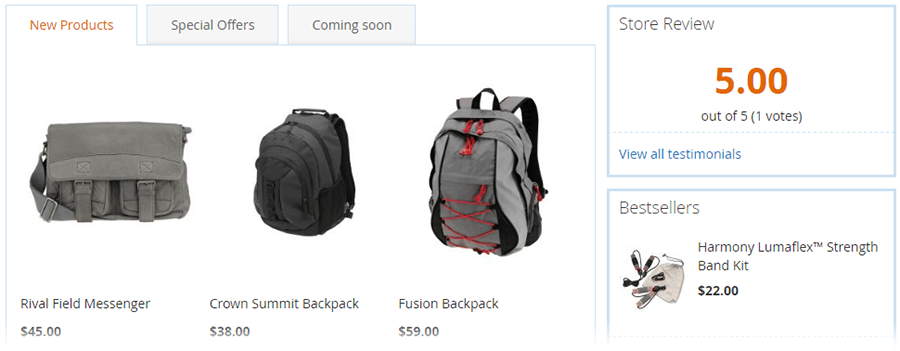 New Products
Special Offers
Coming soon
Rival Field Messenger
$45.00
Crown Summit Backpack
$38.00
Fusion Backpack
$59.00
Store Review
5.00
out of 5 (1 votes)
View all testimonials
Bestsellers
Harmony Lumaflex™ Strength
Band Kit
$22.00